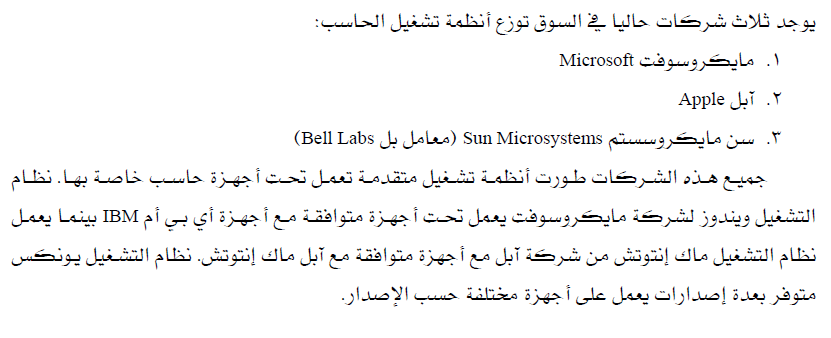 يوجد ثلاث شركات حاليا في السوق توزع أنظمة تشغيل الحاسب:
١. مايكروسوفت Microsoft
٢. آبل Apple
٣. سن مايكروسستم Sun Microsystems (معامل بل Bell Labs)
جميع هذه الشركات طورت أنظمة تشغيل متقدمة تعمل تحت أجهزة حاسب خاصة بها. نظام
التشغيل ويندوز لشركة مايكروسوفت يعمل تحت أجهزة متوافقة مع أجهزة أي بي أم IBM بينما يعمل
نظام التشغيل ماك إنتوتش من شركة آبل مع أجهزة متوافقة مع آبل ماك إنتوتش. نظام التشغيل يونكس
متوفر بعدة إصدارات يعمل على أجهزة مختلفة حسب الإصدار.